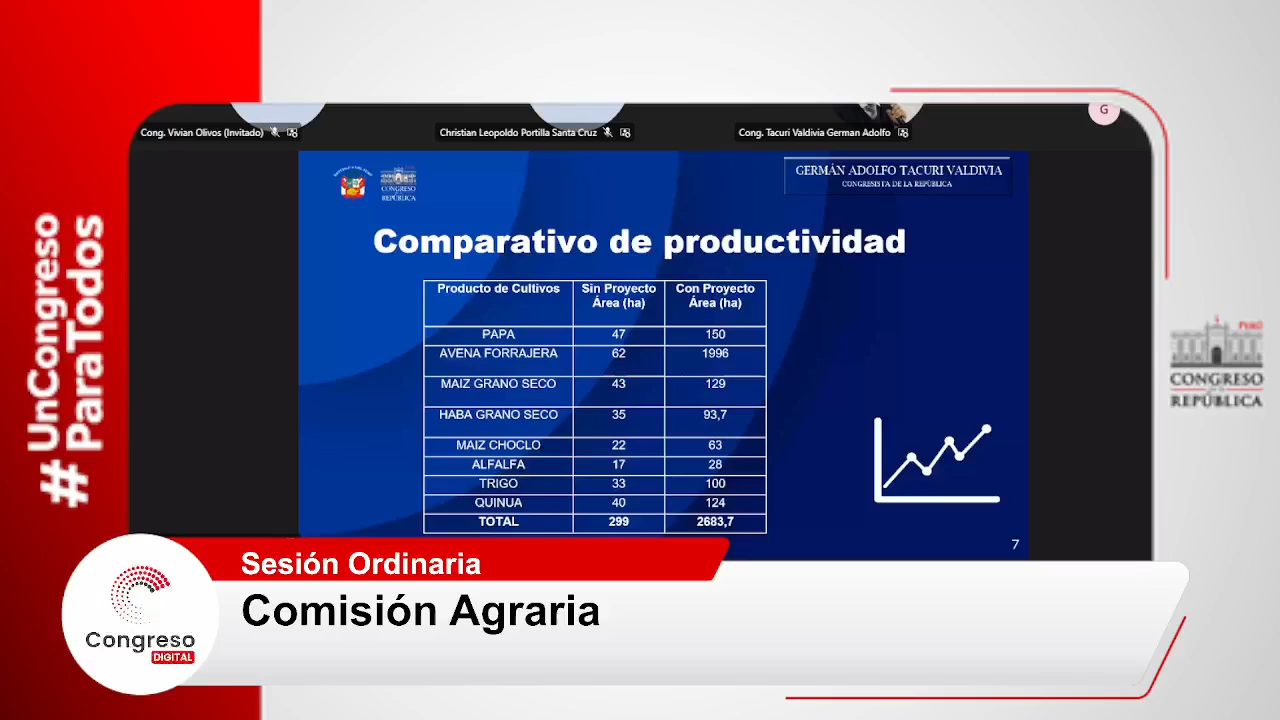 #UnCongreso
ParaTodos
Cong. Vivian Olivos (Invitado)
Christian Leopoldo Portilla Santa Cruz
Cong. Tacuri Valdivia German Adolfo
G
CONGRESO
REPÚBLICA
GERMÁN ADOLFO TACURI VALDIVIA
CONGRESISTA DE LA REPÚBLICA
Comparativo de productividad
Producto de Cultivos Sin Proyecto Área (ha) Con Proyecto Área (ha)
PAPA 47 150
AVENA FORRAJERA 62 1996
MAIZ GRANO SECO 43 129
HABA GRANO SECO 35 93,7
MAIZ CHOCLO 22 63
ALFALFA 17 28
TRIGO 33 100
QUINUA 40 124
TOTAL 299 2683,7
7
PERÚ
CONGRESO
REPÚBLICA
Sesión Ordinaria
Comisión Agraria
Congreso
DIGITAL